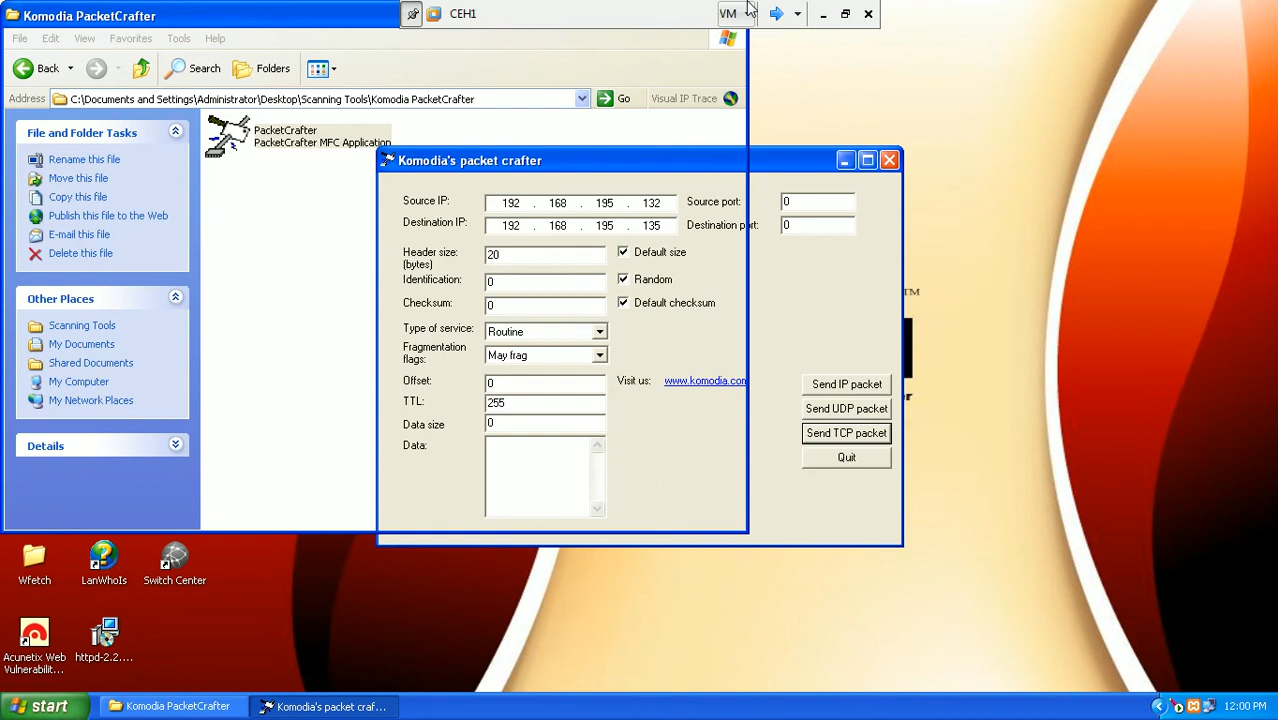 Komodia PacketCrafter
CEH1
VM
File Edit View Favorites Tools Help
Back Search Folders
Address C:\Documents and Settings\Administrator\Desktop\Scanning Tools\Komodia PacketCrafter Go Visual IP Trace
File and Folder Tasks
Rename this file
Move this file
Copy this file
Publish this file to the Web
E-mail this file
Delete this file
Other Places
Scanning Tools
My Documents
Shared Documents
My Computer
My Network Places
Details
PacketCrafter
PacketCrafter MFC Application
Komodia's packet crafter
Source IP: 192 . 168 . 195 . 132 Source port: 0
Destination IP: 192 . 168 . 195 . 135 Destination port: 0
Header size: (bytes) 20 Default size
Identification: 0 Random
Checksum: 0 Default checksum
Type of service: Routine
Fragmentation flags: May frag
Offset: 0 Visit us: www.komodia.com
TTL: 255
Data size 0
Data:
Send IP packet
Send UDP packet
Send TCP packet
Quit
TM
Wfetch
LanWhoIs
Switch Center
Acunetix Web Vulnerabilit...
httpd-2.2....
start Komodia PacketCrafter Komodia's packet craf... 12:00 PM